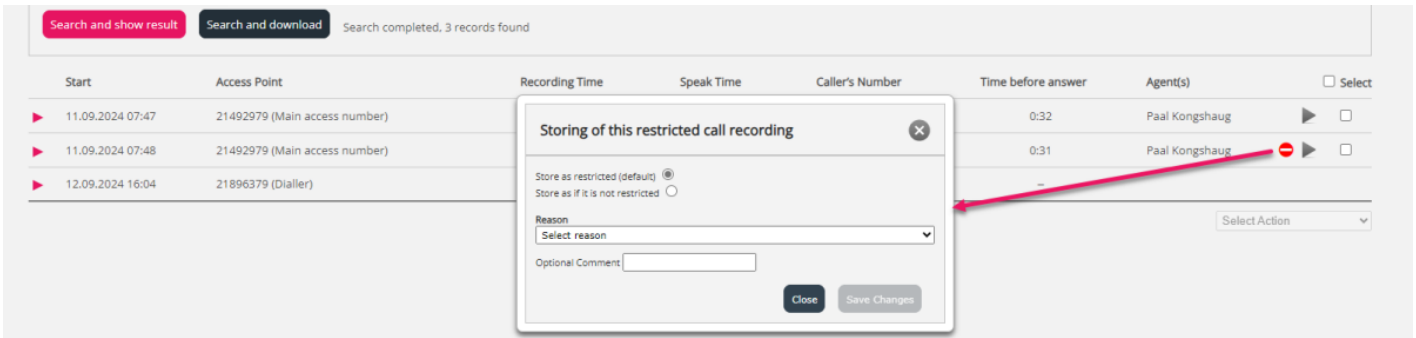 Search and show result Search and download Search completed, 3 records found
Start Access Point Recording Time Speak Time Caller's Number Time before answer Agent(s) Select
11.09.2024 07:47 21492979 (Main access number) 0:32 Paal Kongshaug
11.09.2024 07:48 21492979 (Main access number) 0:31 Paal Kongshaug
12.09.2024 16:04 21896379 (Dialler) –
Select Action
Storing of this restricted call recording
Store as restricted (default)
Store as if it is not restricted
Reason
Select reason
Optional Comment
Close Save Changes